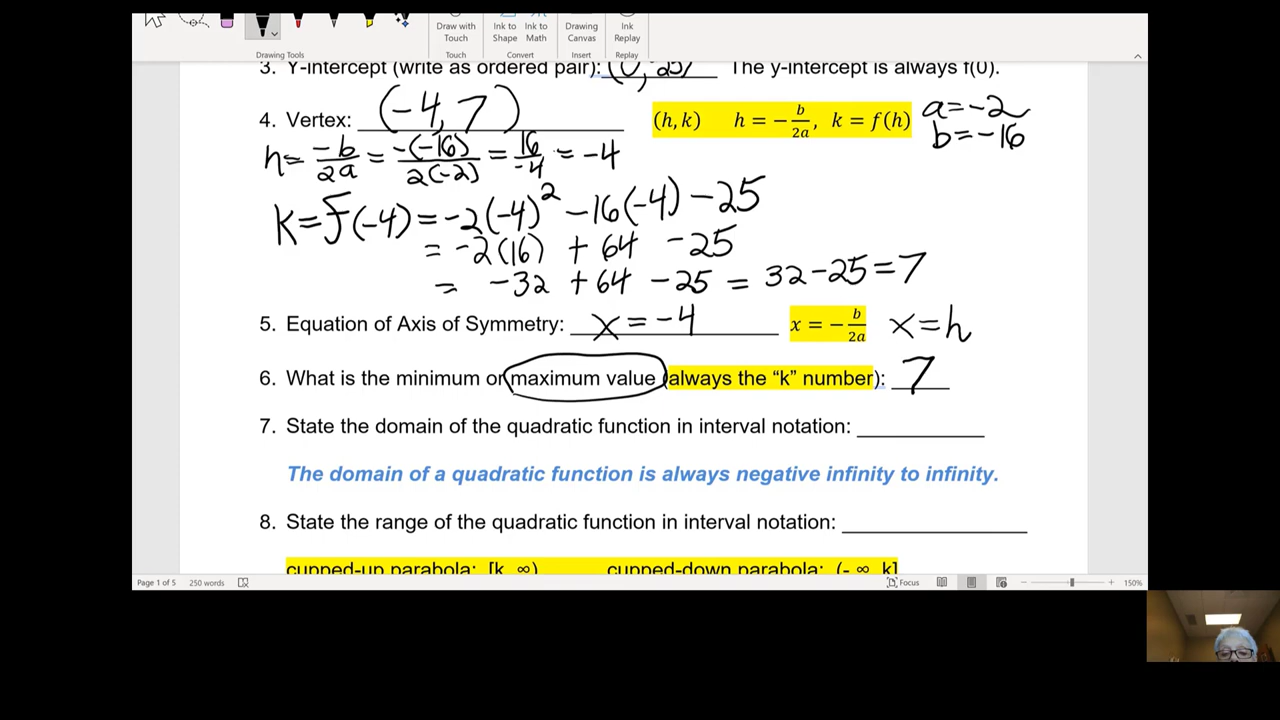 Draw with Touch
Ink to Shape
Ink to Math
Drawing Canvas
Ink Replay
Drawing Tools
Touch
Convert
Insert
Replay
3. Y-intercept (write as ordered pair): (0, -25) The y-intercept is always f(0).
4. Vertex: (-4, 7) (h, k) h = -b/2a, k = f(h) a = -2
b = -16
h = -b/2a = -(-16)/2(-2) = 16/-4 = -4
k = f(-4) = -2(-4)² - 16(-4) - 25
= -2(16) + 64 - 25
= -32 + 64 - 25 = 32 - 25 = 7
5. Equation of Axis of Symmetry: x = -4 x = -b/2a x = h
6. What is the minimum or maximum value (always the “k” number): 7
7. State the domain of the quadratic function in interval notation:
The domain of a quadratic function is always negative infinity to infinity.
8. State the range of the quadratic function in interval notation:
cupped-up parabola: [k, ∞) cupped-down parabola: (- ∞, k]
Page 1 of 5 250 words Focus 150%